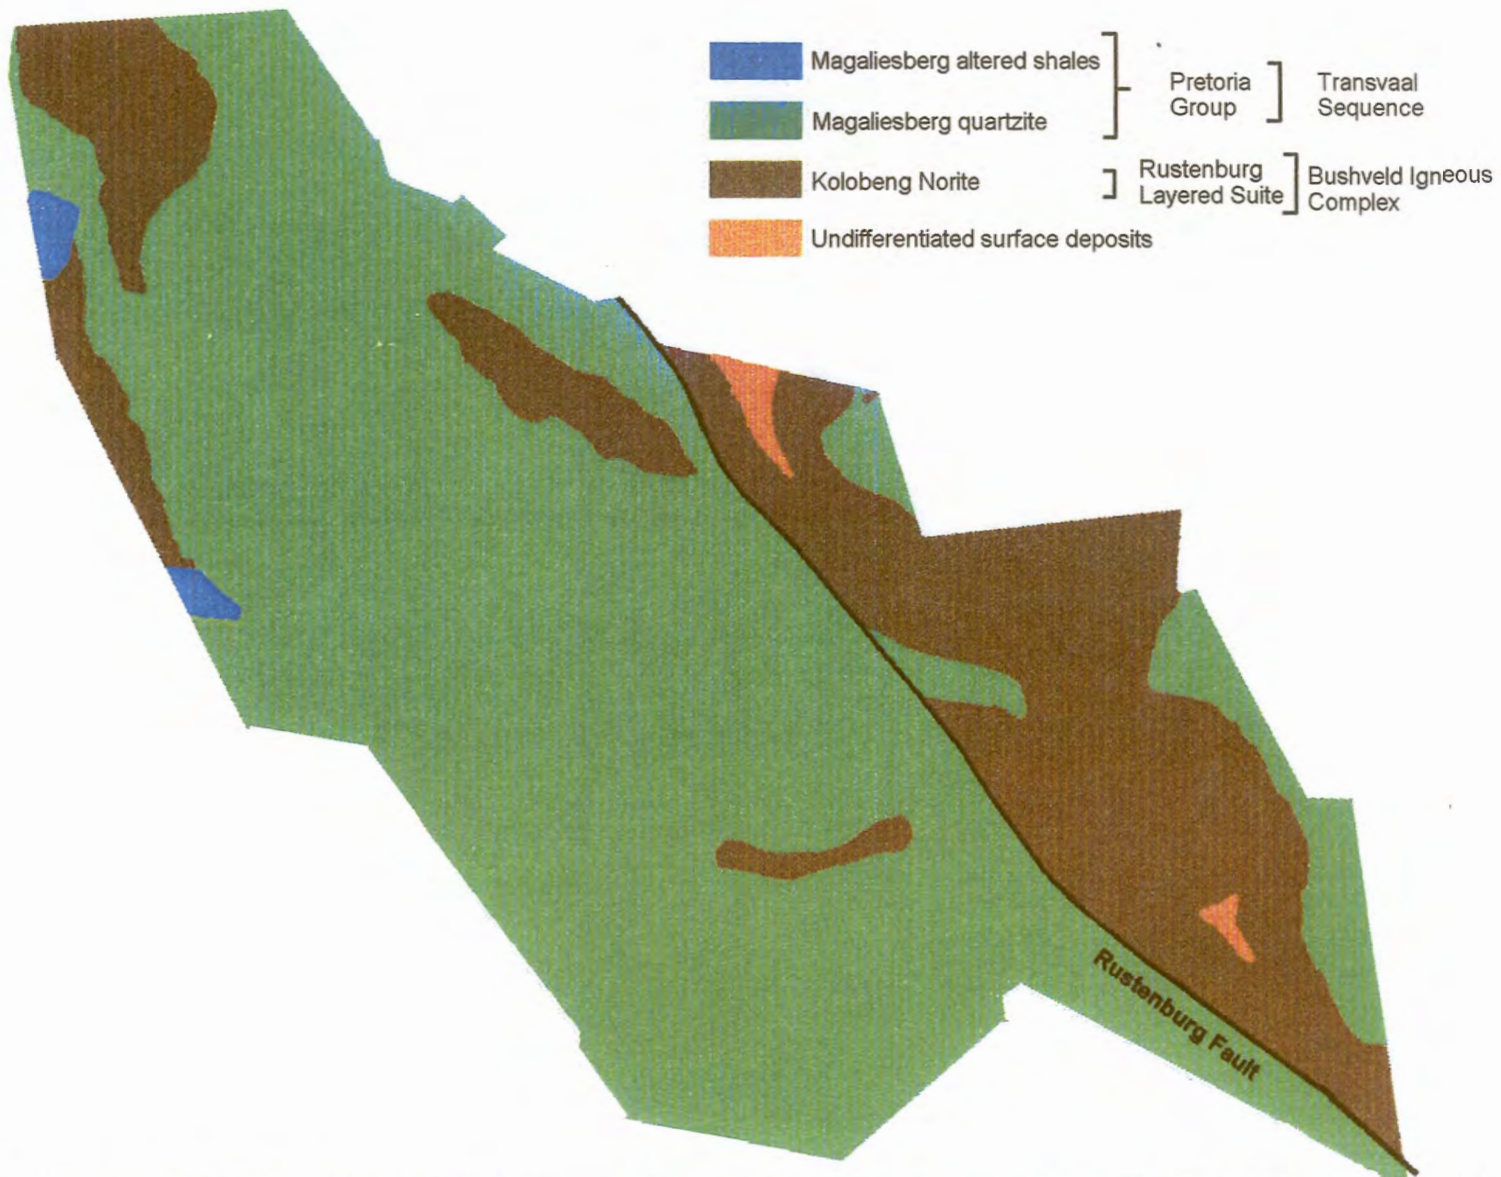 Magaliesberg altered shales
Magaliesberg quartzite
Pretoria
Group
Transvaal
Sequence
Kolobeng Norite
Rustenburg
Layered Suite
Bushveld Igneous
Complex
Undifferentiated surface deposits
Rustenburg Fault